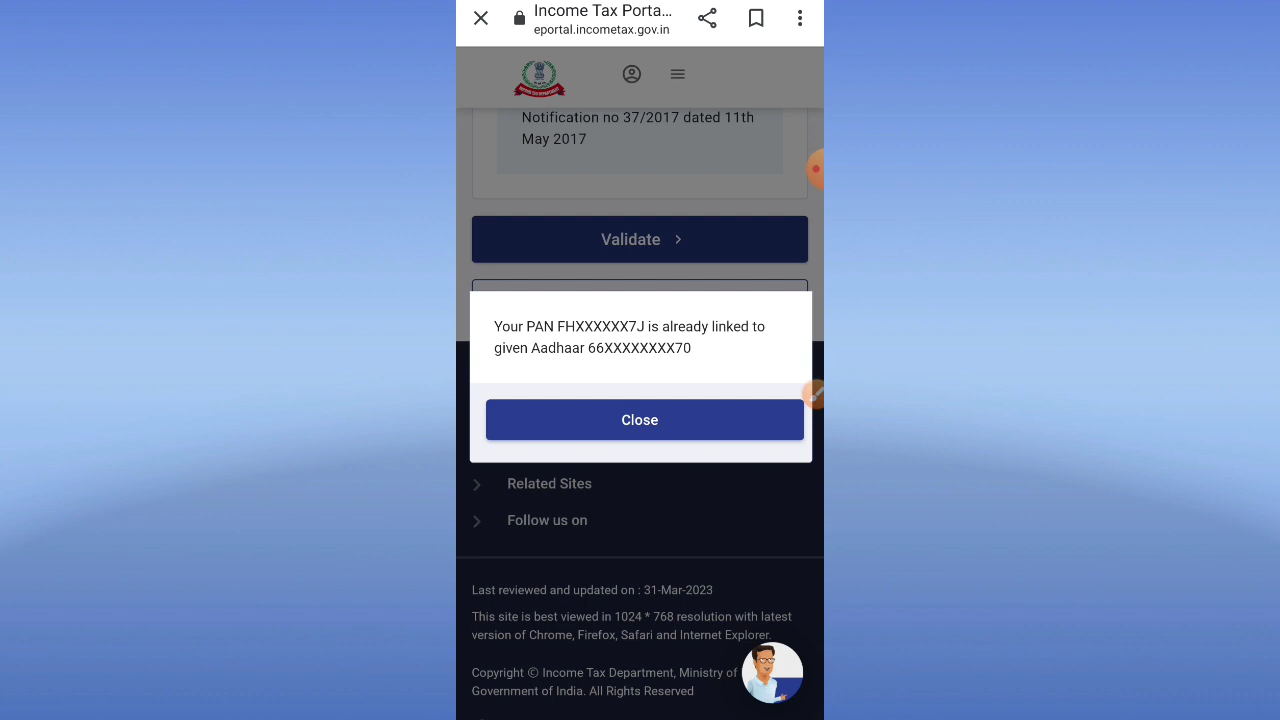 Income Tax Porta...
eportal.incometax.gov.in
Notification no 37/2017 dated 11th
May 2017
Validate
Your PAN FHXXXXXX7J is already linked to
given Aadhaar 66XXXXXXXX70
Close
Related Sites
Follow us on
Last reviewed and updated on : 31-Mar-2023
This site is best viewed in 1024 * 768 resolution with latest
version of Chrome, Firefox, Safari and Internet Explorer.
Copyright © Income Tax Department, Ministry of
Government of India. All Rights Reserved